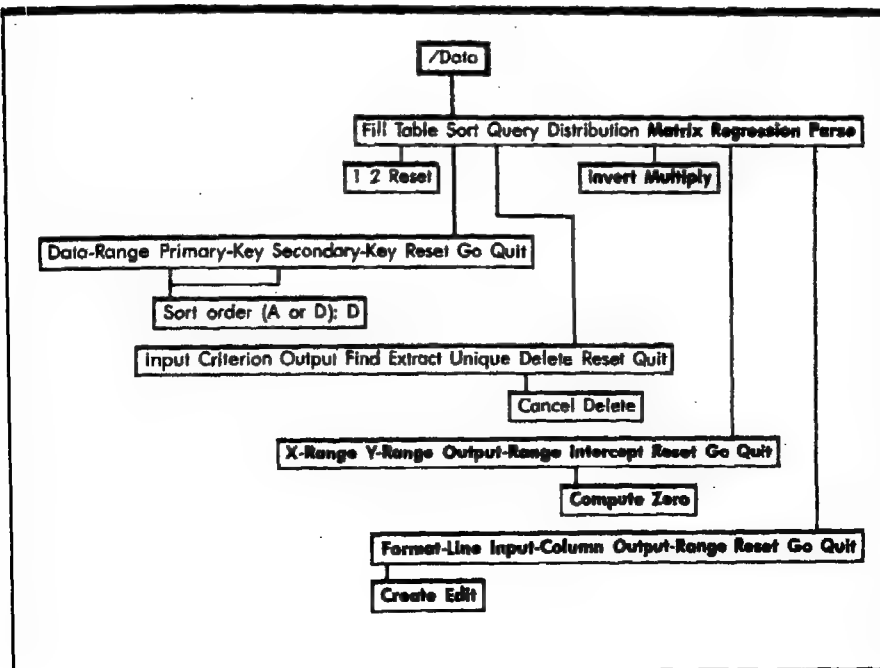 /Data
Fill Table Sort Query Distribution Matrix Regression Parse
1 2 Reset
Invert Multiply
Data-Range Primary-Key Secondary-Key Reset Go Quit
Sort order (A or D): D
Input Criterion Output Find Extract Unique Delete Reset Quit
Cancel Delete
X-Range Y-Range Output-Range Intercept Reset Go Quit
Compute Zero
Format-Line Input-Column Output-Range Reset Go Quit
Create Edit